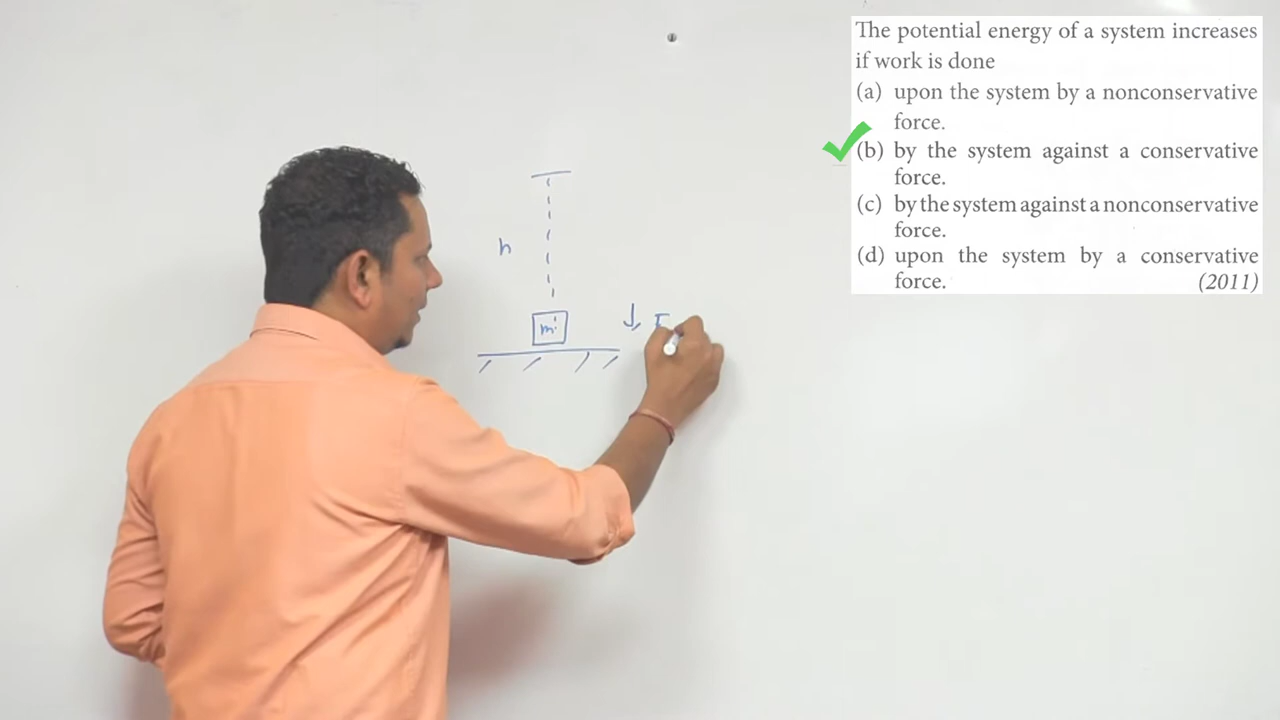 The potential energy of a system increases
if work is done
(a) upon the system by a nonconservative
force.
(b) by the system against a conservative
force.
(c) by the system against a nonconservative
force.
(d) upon the system by a conservative
force. (2011)
h
m
F